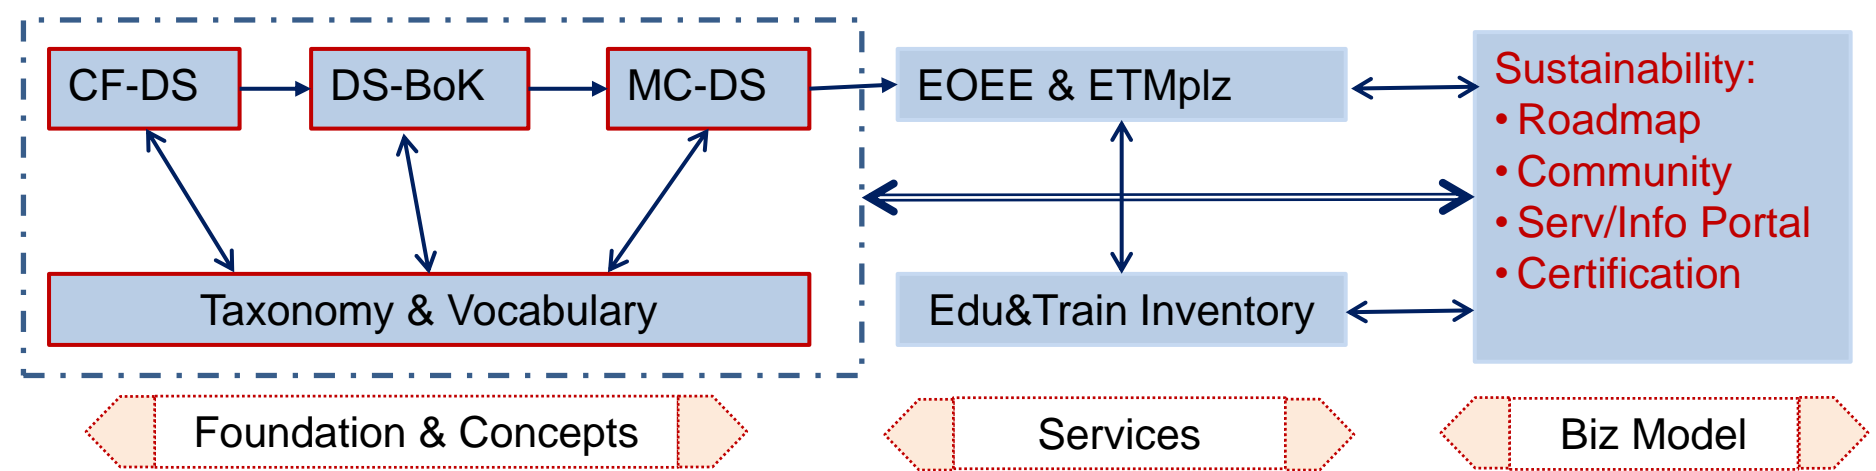 CF-DS
DS-BoK
MC-DS
EOEE & ETMplz
Sustainability:
• Roadmap
• Community
• Serv/Info Portal
• Certification
Taxonomy & Vocabulary
Edu&Train Inventory
Foundation & Concepts
Services
Biz Model